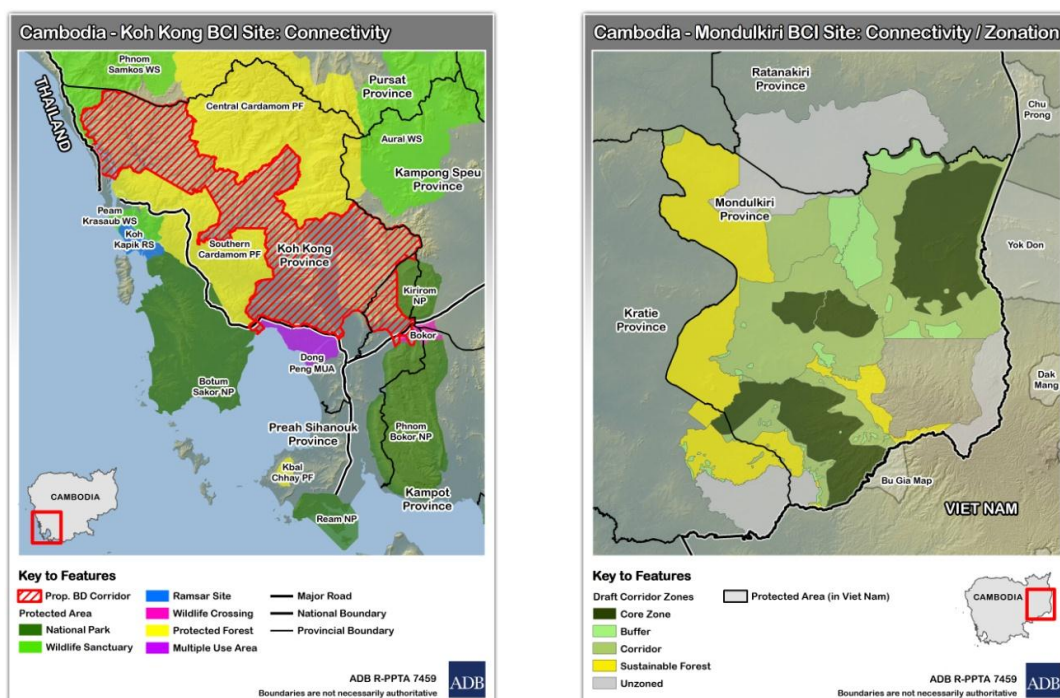 Cambodia - Koh Kong BCI Site: Connectivity
Phnom
Samkos WS
THAILAND
Pursat
Province
Central Cardamom PF
Aural WS
Kampong Speu
Province
Peam
Krasaub WS
Koh
Kapik RS
Southern
Cardamom PF
Koh Kong
Province
Kirirom
NP
Bokor
Dong
Peng MUA
Botum
Sakor NP
Preah Sihanouk
Province
Phnom
Bokor NP
Kbal
Chhay PF
Kampot
Province
Ream NP
CAMBODIA
Key to Features
Prop. BD Corridor
Protected Area
National Park
Wildlife Sanctuary
Ramsar Site
Wildlife Crossing
Protected Forest
Multiple Use Area
Major Road
National Boundary
Provincial Boundary
ADB R-PPTA 7459
Boundaries are not necessarily authoritative
ADB
Cambodia - Mondulkiri BCI Site: Connectivity / Zonation
Ratanakiri
Province
Chu
Prong
Mondulkiri
Province
Yok Don
Kratie
Province
Dak
Mang
Bu Gia Map
VIET NAM
Key to Features
Draft Corridor Zones
Core Zone
Buffer
Corridor
Sustainable Forest
Unzoned
Protected Area (in Viet Nam)
CAMBODIA
ADB R-PPTA 7459
Boundaries are not necessarily authoritative
ADB